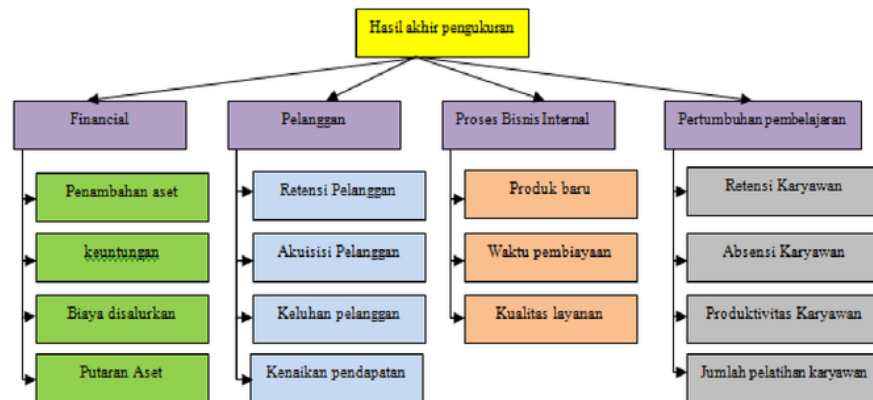 Hasil akhir pengukuran
Financial
Pelanggan
Proses Bisnis Internal
Pertumbuhan pembelajaran
Penambahan aset
keuntungan
Biaya disalurkan
Putaran Aset
Retensi Pelanggan
Akuisisi Pelanggan
Keluhan pelanggan
Kenaikan pendapatan
Produk baru
Waktu pembiayaan
Kualitas layanan
Retensi Karyawan
Absensi Karyawan
Produktivitas Karyawan
Jumlah pelatihan karyawan